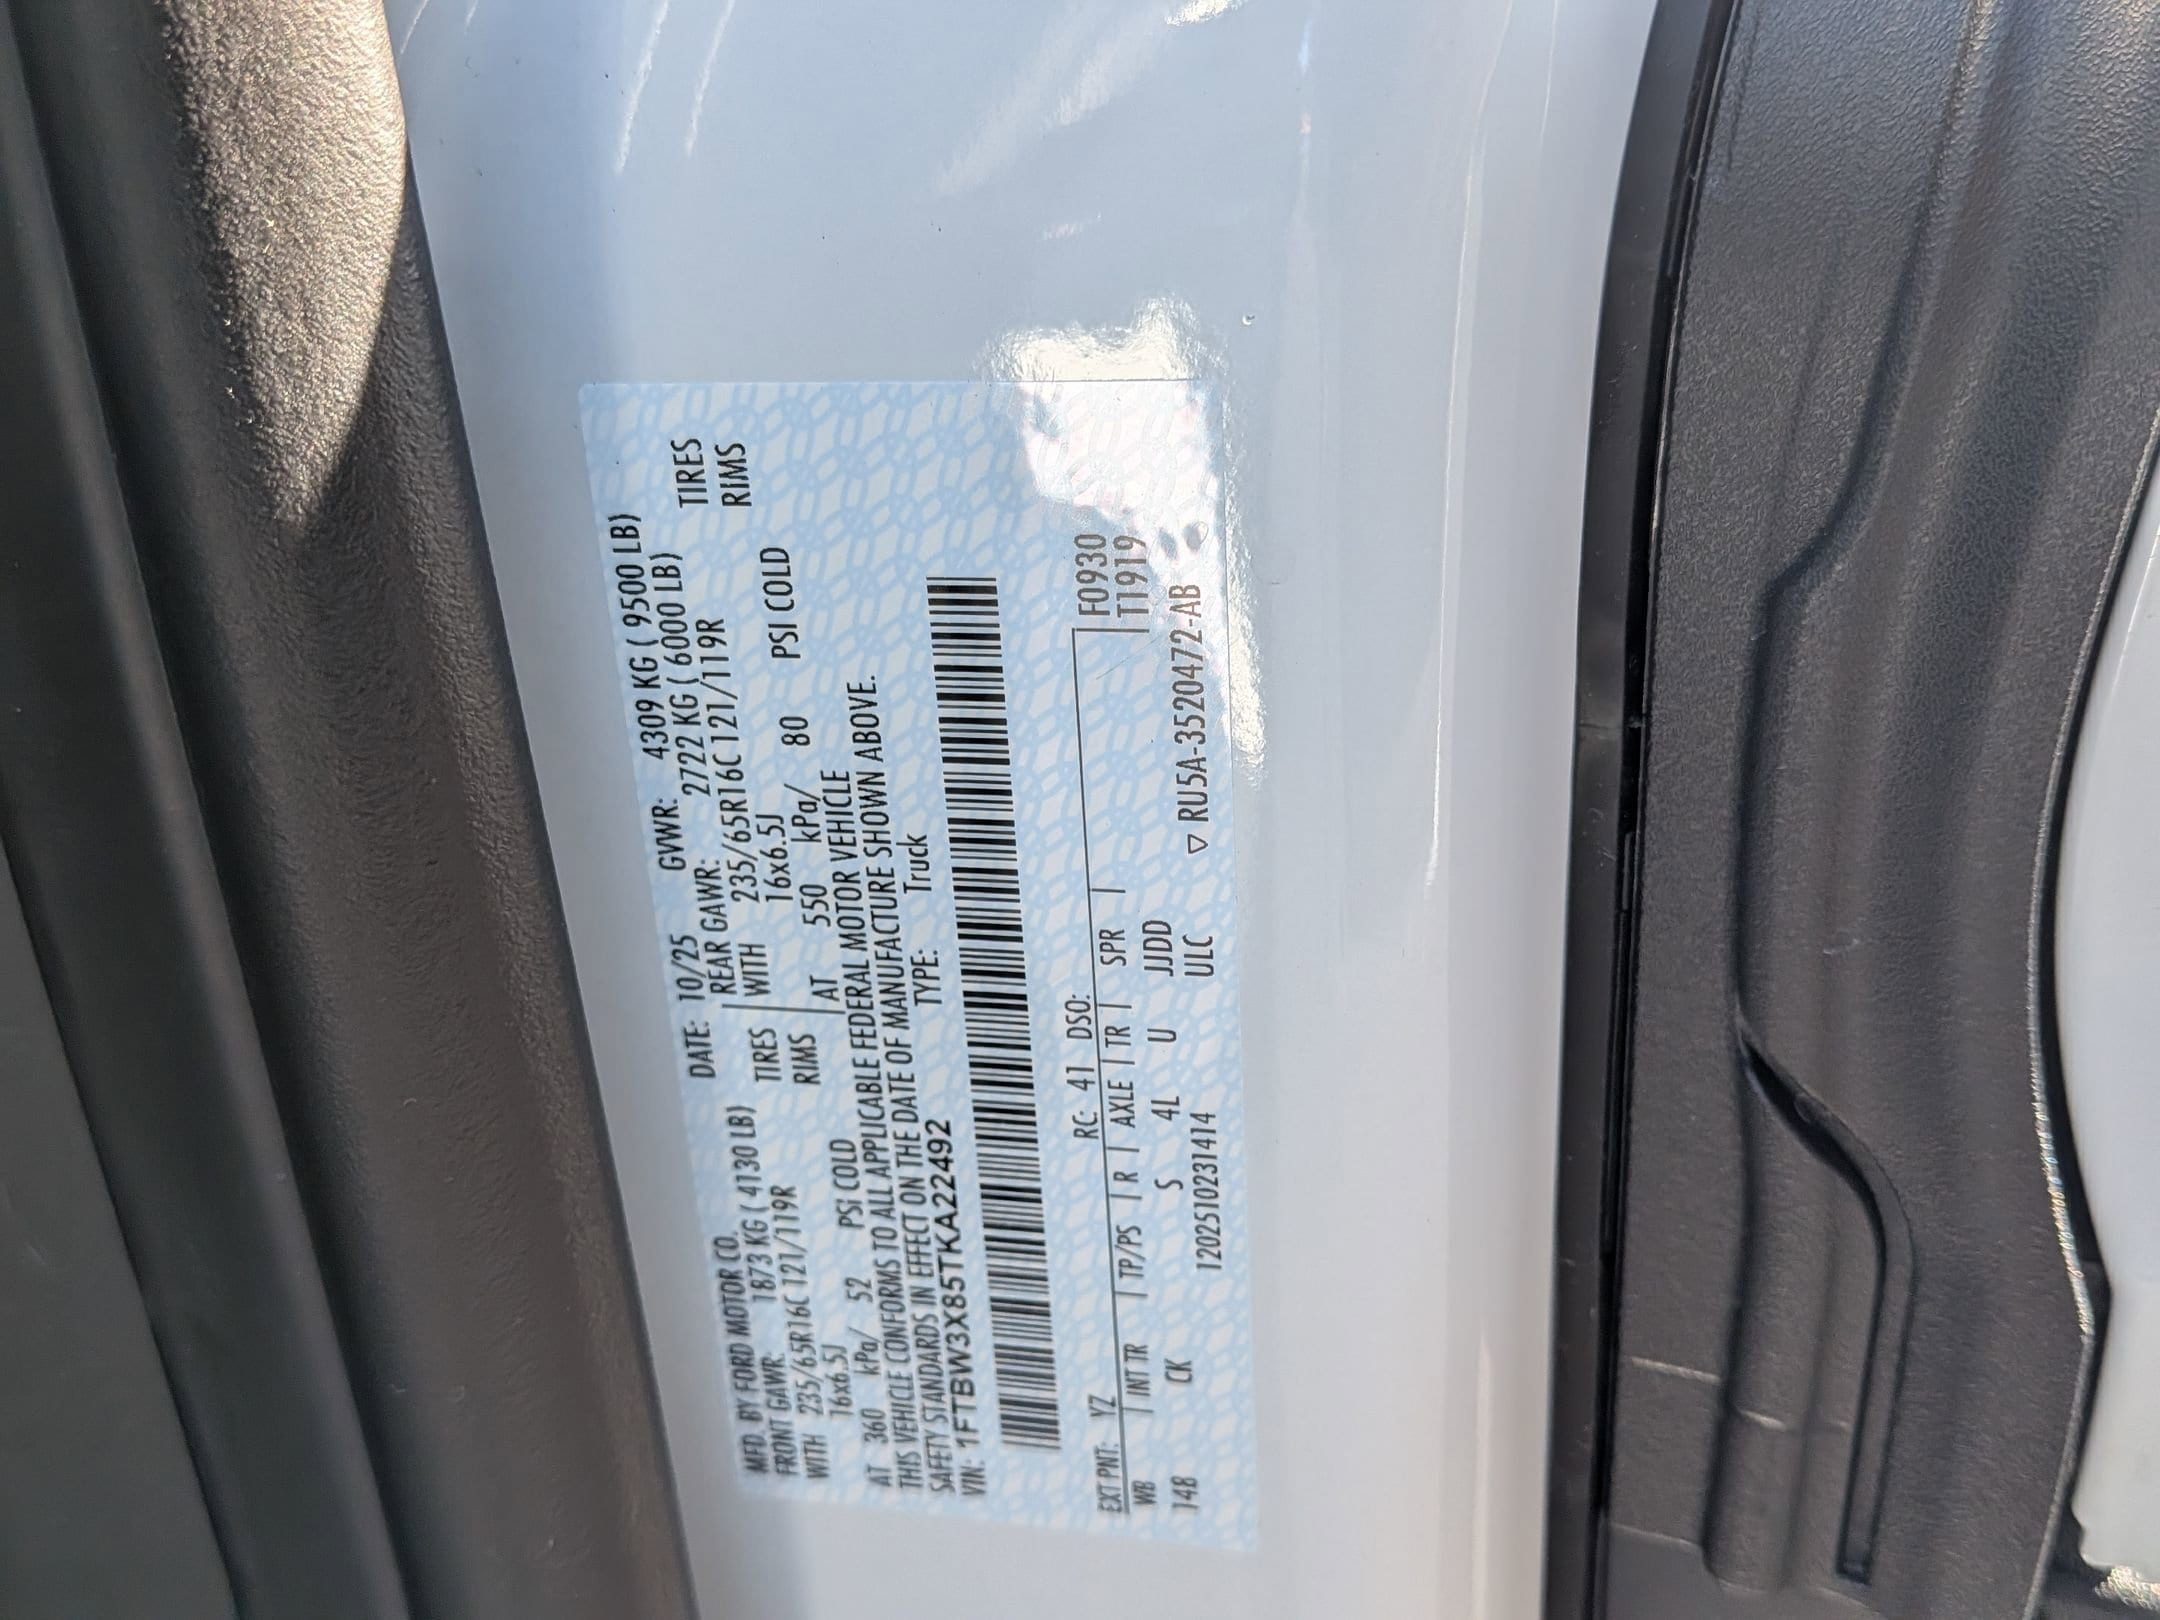 MFD. BY FORD MOTOR CO. DATE: 10/25 GVWR: 4309 KG ( 9500 LB)
FRONT GAWR: 1873 KG ( 4130 LB) REAR GAWR: 2722 KG ( 6000 LB)
WITH 235/65R16C 121/119R TIRES WITH 235/65R16C 121/119R TIRES
16x6.5J RIMS 16x6.5J RIMS
AT 360 kPa/ 52 PSI COLD AT 550 kPa/ 80 PSI COLD
THIS VEHICLE CONFORMS TO ALL APPLICABLE FEDERAL MOTOR VEHICLE
SAFETY STANDARDS IN EFFECT ON THE DATE OF MANUFACTURE SHOWN ABOVE.
VIN: 1FTBW3X85TKA22492 TYPE: Truck
EXT PNT: YZ RC: 41 DSO: F0930
WB INT TR TP/PS R AXLE TR SPR T1919
148 CK S 4L U JJDD
1202510231414 ULC ▽ RU5A-3520472-AB